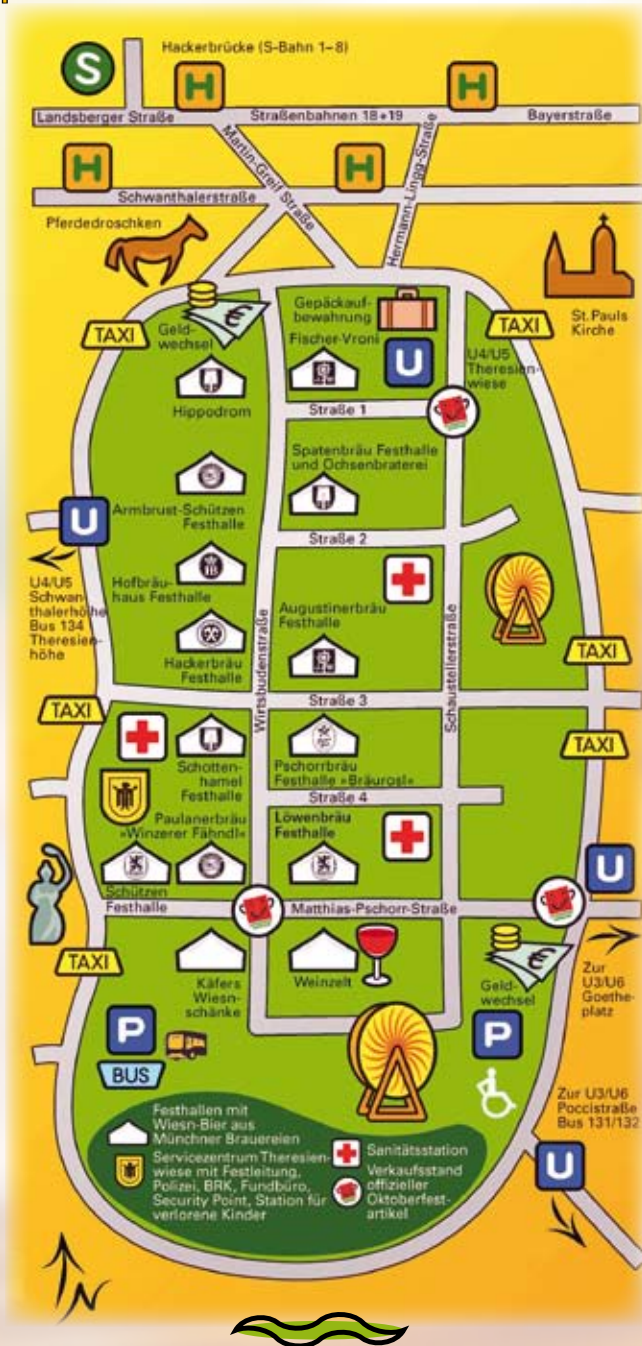 Hackerbrücke (S-Bahn 1–8)
S
H
H
Landsberger Straße
Straßenbahnen 18+19
Bayerstraße
Martin-Greif Straße
Hermann-Lingg-Straße
H
H
Schwanthalerstraße
Pferdedroschken
St. Pauls
Kirche
TAXI
Geld-
wechsel
€
Gepäckauf-
bewahrung
Fischer-Vroni
U
TAXI
U4/U5
Theresien-
wiese
Hippodrom
Straße 1
Spatenbräu Festhalle
und Ochsenbraterei
Armbrust-Schützen
Festhalle
U
U4/U5
Schwan-
thalerhöhe
Bus 134
Theresien-
höhe
Straße 2
Hofbräu-
haus Festhalle
HB
Augustinerbräu
Festhalle
Hackerbräu
Festhalle
Wirtsbudenstraße
Schaustellerstraße
TAXI
TAXI
Straße 3
TAXI
Schotten-
hamel
Festhalle
Pschorrbräu
Festhalle »Bräurosl«
Straße 4
Paulanerbräu
»Winzerer Fähndl«
Löwenbräu
Festhalle
U
Schützen
Festhalle
Matthias-Pschorr-Straße
TAXI
Käfers
Wiesn-
schänke
Weinzelt
Geld-
wechsel
€
Zur
U3/U6
Goethe-
platz
P
BUS
P
Zur U3/U6
Poccistraße
Bus 131/132
U
Festhallen mit
Wiesn-Bier aus
Münchner Brauereien
Servicezentrum Theresien-
wiese mit Festleitung,
Polizei, BRK, Fundbüro,
Security Point, Station für
verlorene Kinder
Sanitätsstation
Verkaufsstand
offizieller
Oktoberfest-
artikel
N